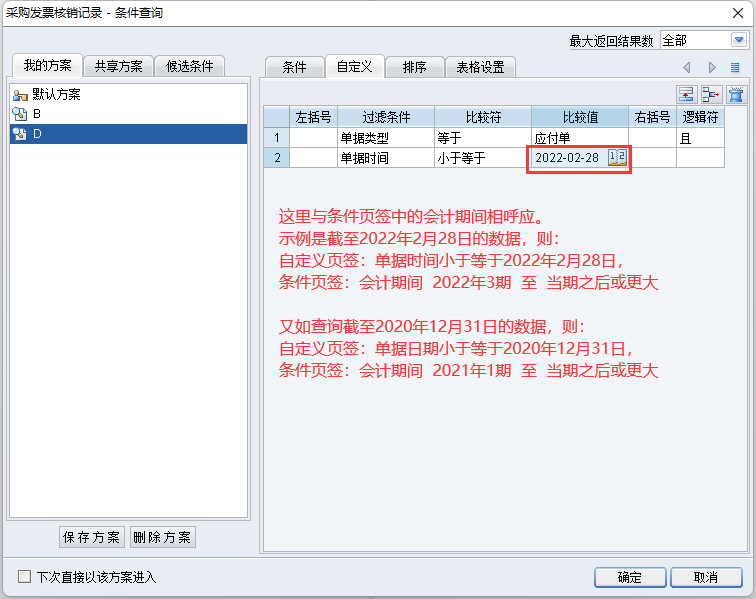 采购发票核销记录 - 条件查询
最大返回结果数 全部
我的方案 共享方案 候选条件
条件 自定义 排序 表格设置
默认方案
B
D
左括号 过滤条件 比较符 比较值 右括号 逻辑符
1 单据类型 等于 应付单 且
2 单据时间 小于等于 2022-02-28
这里与条件页签中的会计期间相呼应。
示例是截至2022年2月28日的数据，则：
自定义页签：单据时间小于等于2022年2月28日，
条件页签：会计期间 2022年3期 至 当期之后或更大
又如查询截至2020年12月31日的数据，则：
自定义页签：单据日期小于等于2020年12月31日，
条件页签：会计期间 2021年1期 至 当期之后或更大
保存方案 删除方案
下次直接以该方案进入
确定 取消